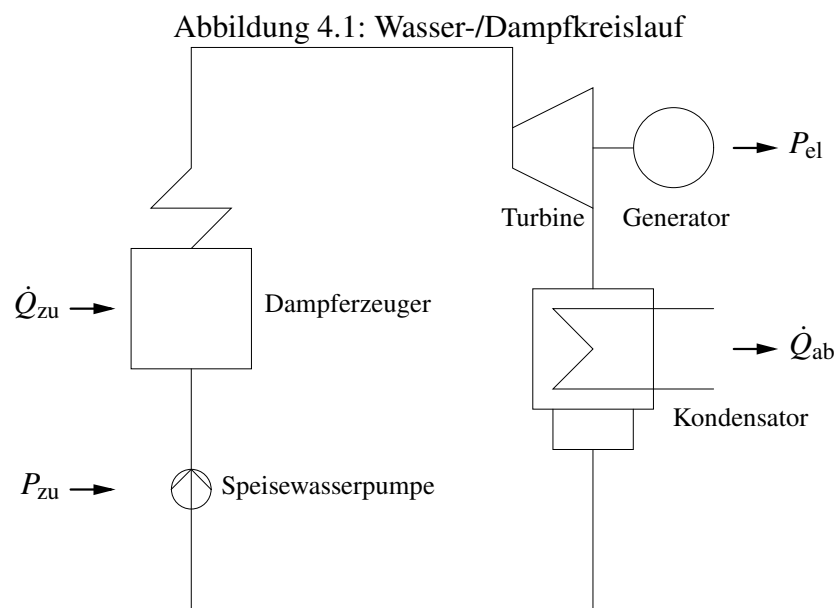 Abbildung 4.1: Wasser-/Dampfkreislauf
P_el
Turbine
Generator
Q̇_zu
Dampferzeuger
Q̇_ab
Kondensator
P_zu
Speisewasserpumpe